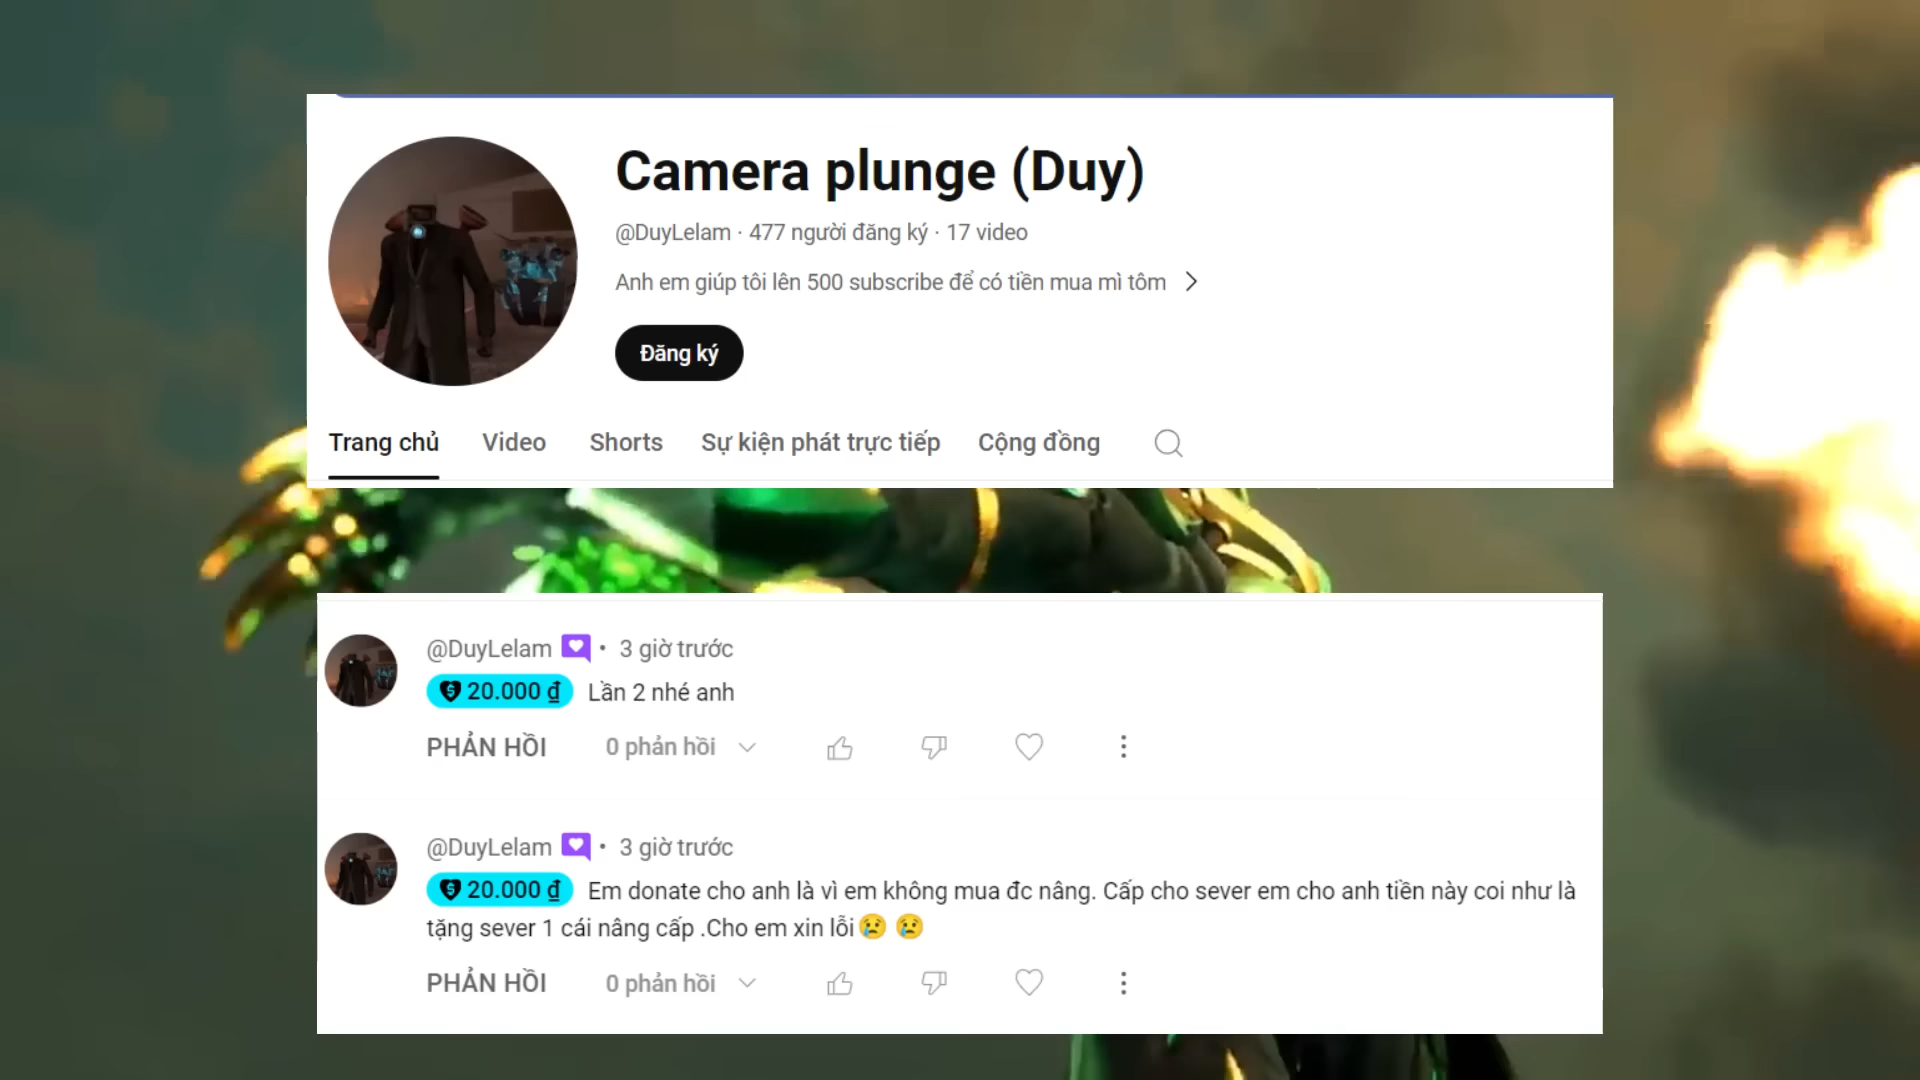 Camera plunge (Duy)
@DuyLelam · 477 người đăng ký · 17 video
Anh em giúp tôi lên 500 subscribe để có tiền mua mì tôm
Đăng ký
Trang chủ Video Shorts Sự kiện phát trực tiếp Cộng đồng
@DuyLelam • 3 giờ trước
20.000 ₫ Lần 2 nhé anh
PHẢN HỒI 0 phản hồi
@DuyLelam • 3 giờ trước
20.000 ₫ Em donate cho anh là vì em không mua đc nâng. Cấp cho sever em cho anh tiền này coi như là
tặng sever 1 cái nâng cấp .Cho em xin lỗi😢 😢
PHẢN HỒI 0 phản hồi